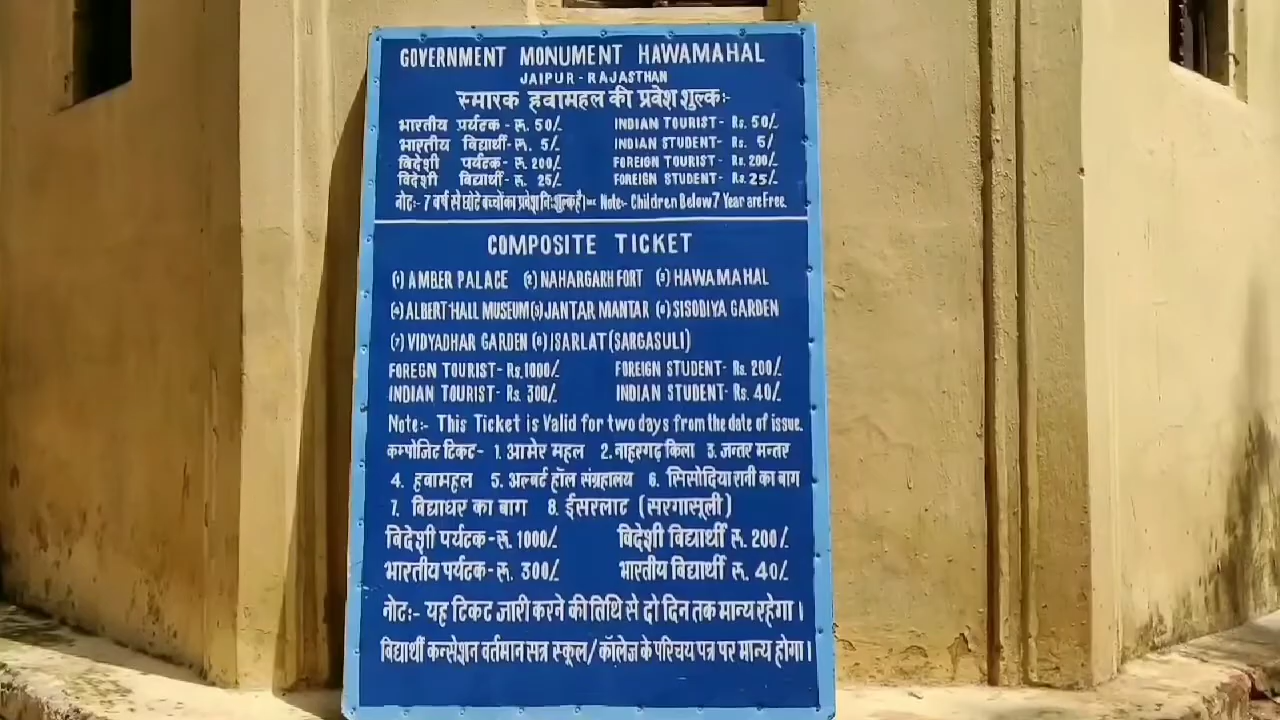 GOVERNMENT MONUMENT HAWAMAHAL
JAIPUR-RAJASTHAN
स्मारक हवामहल की प्रवेश शुल्कः-
भारतीय पर्यटक - रू. 50/- INDIAN TOURIST- Rs. 50/-
भारतीय विद्यार्थी- रू. 5/- INDIAN STUDENT- Rs. 5/-
विदेशी पर्यटक- रू. 200/- FOREIGN TOURIST- Rs. 200/-
विदेशी विद्यार्थी- रू. 25/- FOREIGN STUDENT- Rs. 25/-
नोटः- 7 वर्ष से छोटे बच्चों का प्रवेश निःशुल्क है।-- Note:- Children Below 7 Year are Free.
COMPOSITE TICKET
(1) AMBER PALACE (2) NAHARGARH FORT (3) HAWAMAHAL
(4) ALBERT HALL MUSEUM (5) JANTAR MANTAR (6) SISODIYA GARDEN
(7) VIDYADHAR GARDEN (8) ISARLAT (SARGASULI)
FOREGN TOURIST- Rs. 1000/- FOREIGN STUDENT- Rs. 200/-
INDIAN TOURIST- Rs. 300/- INDIAN STUDENT- Rs. 40/-
Note:- This Ticket is Valid for two days from the date of issue.
कम्पोजिट टिकट- 1. आमेर महल 2. नाहरगढ़ किला 3. जन्तर मन्तर
4. हवामहल 5. अल्बर्ट हॉल संग्रहालय 6. सिसोदिया रानी का बाग
7. विद्याधर का बाग 8. ईसरलाट (सरगासूली)
विदेशी पर्यटक- रू. 1000/- विदेशी विद्यार्थी रू. 200/-
भारतीय पर्यटक- रू. 300/- भारतीय विद्यार्थी रू. 40/-
नोटः- यह टिकट जारी करने की तिथि से दो दिन तक मान्य रहेगा।
विद्यार्थी कन्सेशन वर्तमान सत्र स्कूल/कॉलेज के परिचय पत्र पर मान्य होगा।